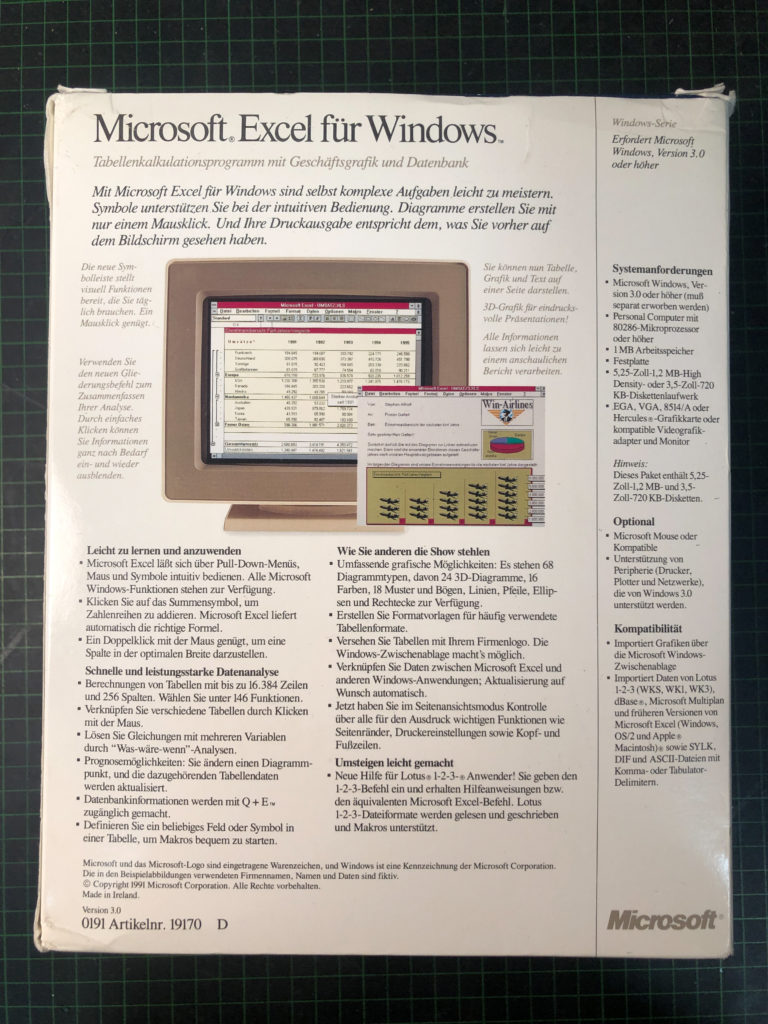 Microsoft® Excel für Windows™
Tabellenkalkulationsprogramm mit Geschäftsgrafik und Datenbank
Mit Microsoft Excel für Windows sind selbst komplexe Aufgaben leicht zu meistern.
Symbole unterstützen Sie bei der intuitiven Bedienung. Diagramme erstellen Sie mit
nur einem Mausklick. Und Ihre Druckausgabe entspricht dem, was Sie vorher auf
dem Bildschirm gesehen haben.
Die neue Sym-
bolleiste stellt
visuell Funktionen
bereit, die Sie täg-
lich brauchen. Ein
Mausklick genügt.
Verwenden Sie
den neuen Glie-
derungsbefehl zum
Zusammenfassen
Ihrer Analyse.
Durch einfaches
Klicken können
Sie Informationen
ganz nach Bedarf
ein- und wieder
ausblenden.
Microsoft Excel - UMSATZ3.XLS
Datei Bearbeiten Formel Format Daten Optionen Makro Fenster ?
Standard
Umsätze
1991 1992 1993 1994 1995
Win-Airlines
Sie können nun Tabelle,
Grafik und Text auf
einer Seite darstellen.
3D-Grafik für eindrucks-
volle Präsentationen!
Alle Informationen
lassen sich leicht zu
einem anschaulichen
Bericht verarbeiten.
Leicht zu lernen und anzuwenden
▪ Microsoft Excel läßt sich über Pull-Down-Menüs,
Maus und Symbole intuitiv bedienen. Alle Microsoft
Windows-Funktionen stehen zur Verfügung.
▪ Klicken Sie auf das Summensymbol, um
Zahlenreihen zu addieren. Microsoft Excel liefert
automatisch die richtige Formel.
▪ Ein Doppelklick mit der Maus genügt, um eine
Spalte in der optimalen Breite darzustellen.
Schnelle und leistungsstarke Datenanalyse
▪ Berechnungen von Tabellen mit bis zu 16.384 Zeilen
und 256 Spalten. Wählen Sie unter 146 Funktionen.
▪ Verknüpfen Sie verschiedene Tabellen durch Klicken
mit der Maus.
▪ Lösen Sie Gleichungen mit mehreren Variablen
durch “Was-wäre-wenn”-Analysen.
▪ Prognosemöglichkeiten: Sie ändern einen Diagramm-
punkt, und die dazugehörenden Tabellendaten
werden aktualisiert.
▪ Datenbankinformationen werden mit Q + E™
zugänglich gemacht.
▪ Definieren Sie ein beliebiges Feld oder Symbol in
einer Tabelle, um Makros bequem zu starten.
Wie Sie anderen die Show stehlen
▪ Umfassende grafische Möglichkeiten: Es stehen 68
Diagrammtypen, davon 24 3D-Diagramme, 16
Farben, 18 Muster und Bögen, Linien, Pfeile, Ellip-
sen und Rechtecke zur Verfügung.
▪ Erstellen Sie Formatvorlagen für häufig verwendete
Tabellenformate.
▪ Versehen Sie Tabellen mit Ihrem Firmenlogo. Die
Windows-Zwischenablage macht’s möglich.
▪ Verknüpfen Sie Daten zwischen Microsoft Excel und
anderen Windows-Anwendungen; Aktualisierung auf
Wunsch automatisch.
▪ Jetzt haben Sie im Seitenansichtsmodus Kontrolle
über alle für den Ausdruck wichtigen Funktionen wie
Seitenränder, Druckereinstellungen sowie Kopf- und
Fußzeilen.
Umsteigen leicht gemacht
▪ Neue Hilfe für Lotus® 1-2-3-® Anwender! Sie geben den
1-2-3-Befehl ein und erhalten Hilfeanweisungen bzw.
den äquivalenten Microsoft Excel-Befehl. Lotus
1-2-3-Dateiformate werden gelesen und geschrieben
und Makros unterstützt.
Microsoft und das Microsoft-Logo sind eingetragene Warenzeichen, und Windows ist eine Kennzeichnung der Microsoft Corporation.
Die in den Beispielabbildungen verwendeten Firmennamen, Namen und Daten sind fiktiv.
© Copyright 1991 Microsoft Corporation. Alle Rechte vorbehalten.
Made in Ireland.
Version 3.0
0191 Artikelnr. 19170 D
Windows-Serie
Erfordert Microsoft
Windows, Version 3.0
oder höher
Systemanforderungen
▪ Microsoft Windows, Ver-
sion 3.0 oder höher (muß
separat erworben werden)
▪ Personal Computer mit
80286-Mikroprozessor
oder höher
▪ 1 MB Arbeitsspeicher
▪ Festplatte
▪ 5,25-Zoll-1,2 MB-High
Density- oder 3,5-Zoll-720
KB-Diskettenlaufwerk
▪ EGA, VGA, 8514/A oder
Hercules®-Grafikkarte oder
kompatible Videografik-
adapter und Monitor
Hinweis:
Dieses Paket enthält 5,25-
Zoll-1,2 MB- und 3,5-
Zoll-720 KB-Disketten.
Optional
▪ Microsoft Mouse oder
Kompatible
▪ Unterstützung von
Peripherie (Drucker,
Plotter und Netzwerke),
die von Windows 3.0
unterstützt werden.
Kompatibilität
▪ Importiert Grafiken über
die Microsoft Windows-
Zwischenablage
▪ Importiert Daten von Lotus
1-2-3 (WKS, WK1, WK3),
dBase®, Microsoft Multiplan
und früheren Versionen von
Microsoft Excel (Windows,
OS/2 und Apple®
Macintosh)® sowie SYLK,
DIF und ASCII-Dateien mit
Komma- oder Tabulator-
Delimitern.
Microsoft®